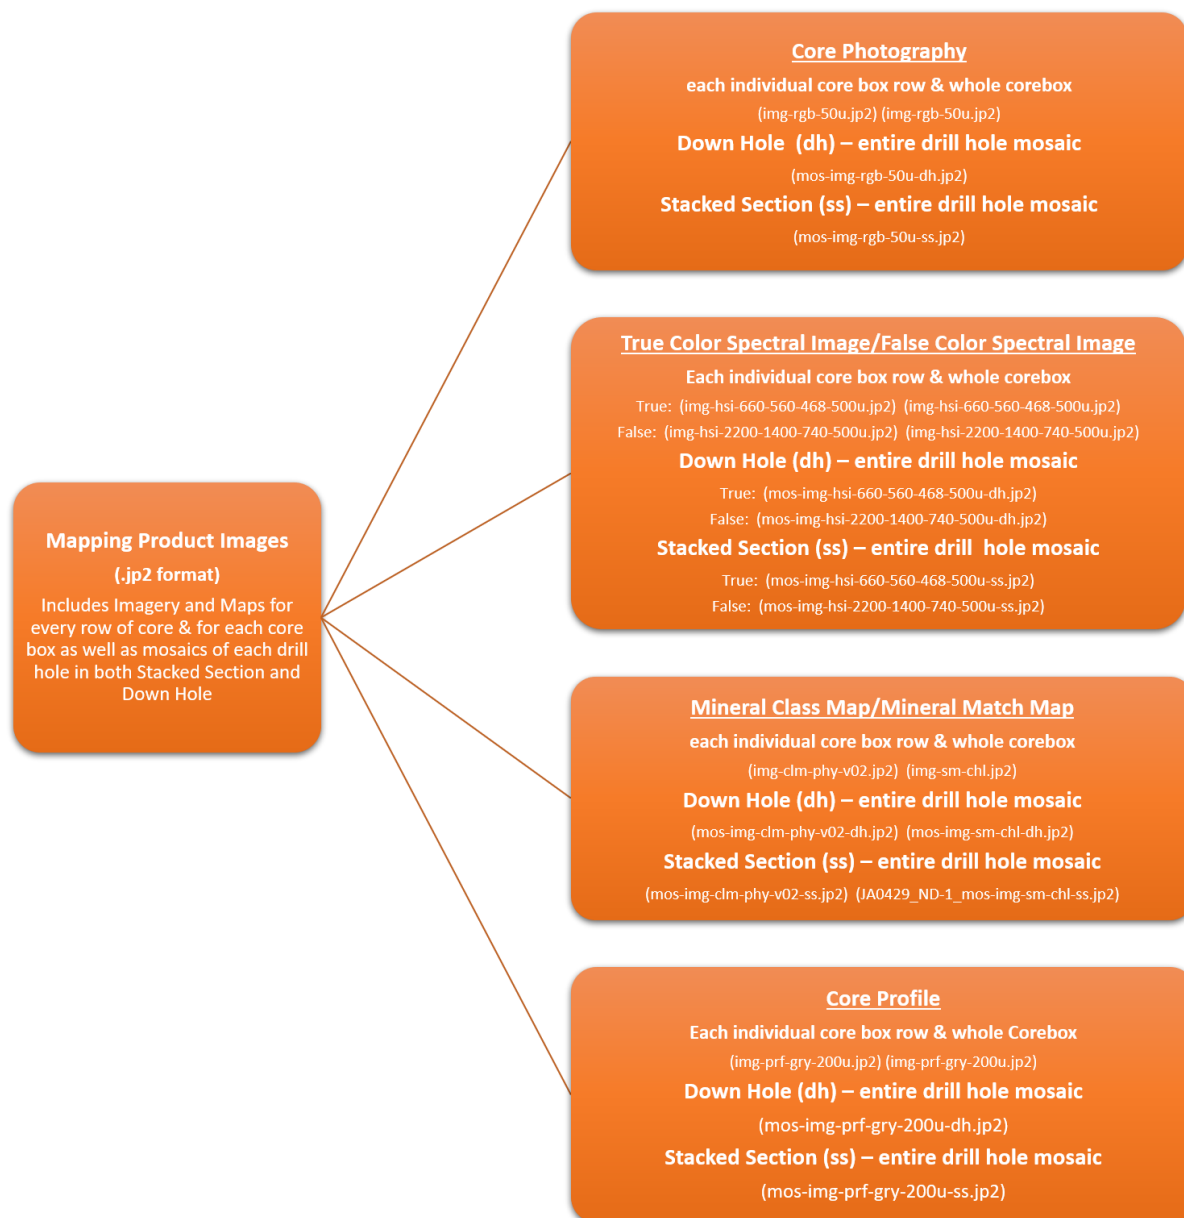 Mapping Product Images
(.jp2 format)
Includes Imagery and Maps for
every row of core & for each core
box as well as mosaics of each drill
hole in both Stacked Section and
Down Hole
Core Photography
each individual core box row & whole corebox
(img-rgb-50u.jp2) (img-rgb-50u.jp2)
Down Hole  (dh) – entire drill hole mosaic
(mos-img-rgb-50u-dh.jp2)
Stacked Section (ss) – entire drill hole mosaic
(mos-img-rgb-50u-ss.jp2)
True Color Spectral Image/False Color Spectral Image
Each individual core box row & whole corebox
True:  (img-hsi-660-560-468-500u.jp2)  (img-hsi-660-560-468-500u.jp2)
False:  (img-hsi-2200-1400-740-500u.jp2)  (img-hsi-2200-1400-740-500u.jp2)
Down Hole (dh) – entire drill hole mosaic
True:  (mos-img-hsi-660-560-468-500u-dh.jp2)
False:  (mos-img-hsi-2200-1400-740-500u-dh.jp2)
Stacked Section (ss) – entire drill  hole mosaic
True:  (mos-img-hsi-660-560-468-500u-ss.jp2)
False:  (mos-img-hsi-2200-1400-740-500u-ss.jp2)
Mineral Class Map/Mineral Match Map
each individual core box row & whole corebox
(img-clm-phy-v02.jp2)  (img-sm-chl.jp2)
Down Hole (dh) – entire drill hole mosaic
(mos-img-clm-phy-v02-dh.jp2)  (mos-img-sm-chl-dh.jp2)
Stacked Section (ss) – entire drill hole mosaic
(mos-img-clm-phy-v02-ss.jp2)  (JA0429_ND-1_mos-img-sm-chl-ss.jp2)
Core Profile
Each individual core box row & whole Corebox
(img-prf-gry-200u.jp2) (img-prf-gry-200u.jp2)
Down Hole (dh) – entire drill hole mosaic
(mos-img-prf-gry-200u-dh.jp2)
Stacked Section (ss) – entire drill hole mosaic
(mos-img-prf-gry-200u-ss.jp2)